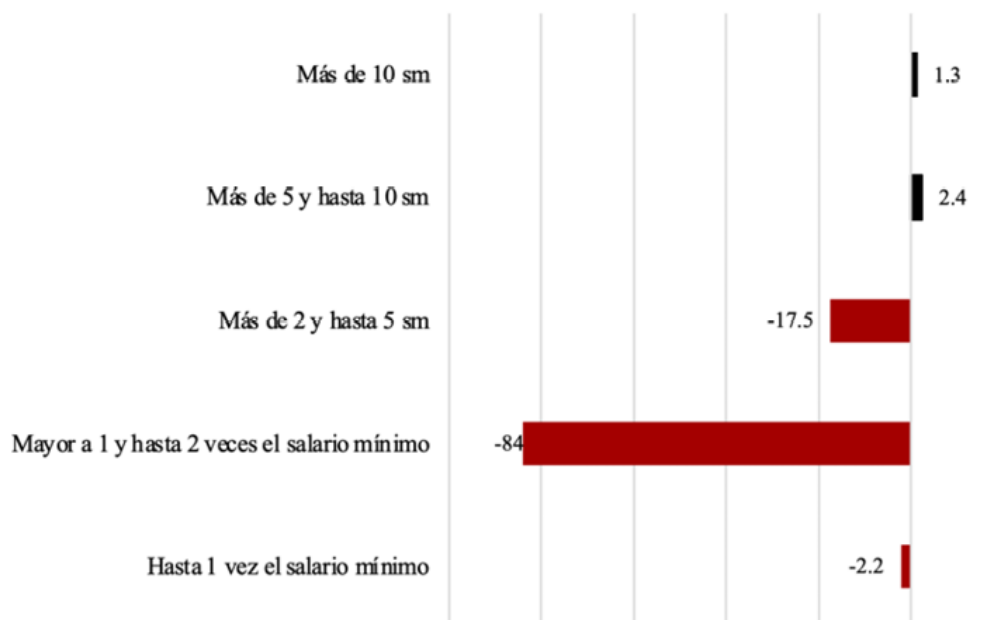 Más de 10 sm
1.3
Más de 5 y hasta 10 sm
2.4
Más de 2 y hasta 5 sm
-17.5
Mayor a 1 y hasta 2 veces el salario mínimo
-84
Hasta 1 vez el salario mínimo
-2.2